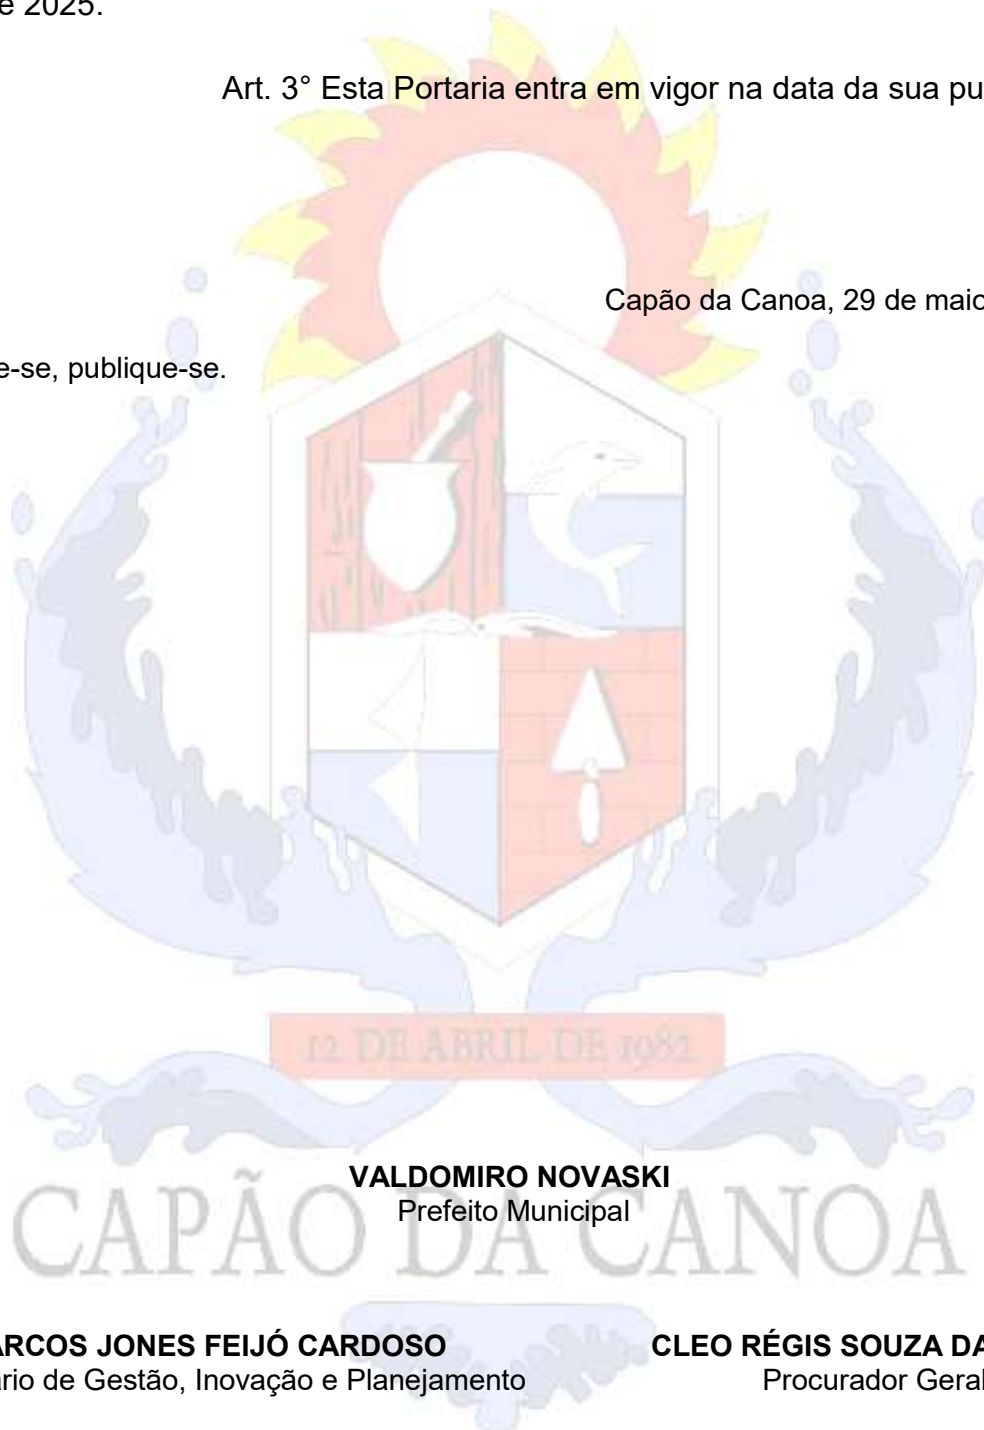 e 2025.
Art. 3° Esta Portaria entra em vigor na data da sua pu
Capão da Canoa, 29 de maio
e-se, publique-se.
12 DE ABRIL DE 1982
VALDOMIRO NOVASKI
Prefeito Municipal
CAPÃO DA CANOA
ARCOS JONES FEIJÓ CARDOSO
CLEO RÉGIS SOUZA DA
ário de Gestão, Inovação e Planejamento
Procurador Geral